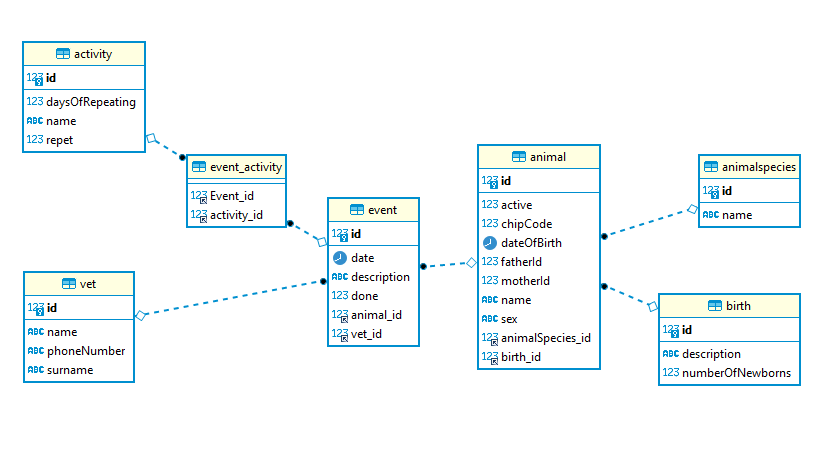 activity
123 id
123 daysOfRepeating
ABC name
123 repet
event_activity
123 Event_id
123 activity_id
vet
123 id
ABC name
ABC phoneNumber
ABC surname
event
123 id
date
ABC description
123 done
123 animal_id
123 vet_id
animal
123 id
123 active
123 chipCode
dateOfBirth
123 fatherId
123 motherId
ABC name
ABC sex
123 animalSpecies_id
123 birth_id
animalspecies
123 id
ABC name
birth
123 id
ABC description
123 numberOfNewborns